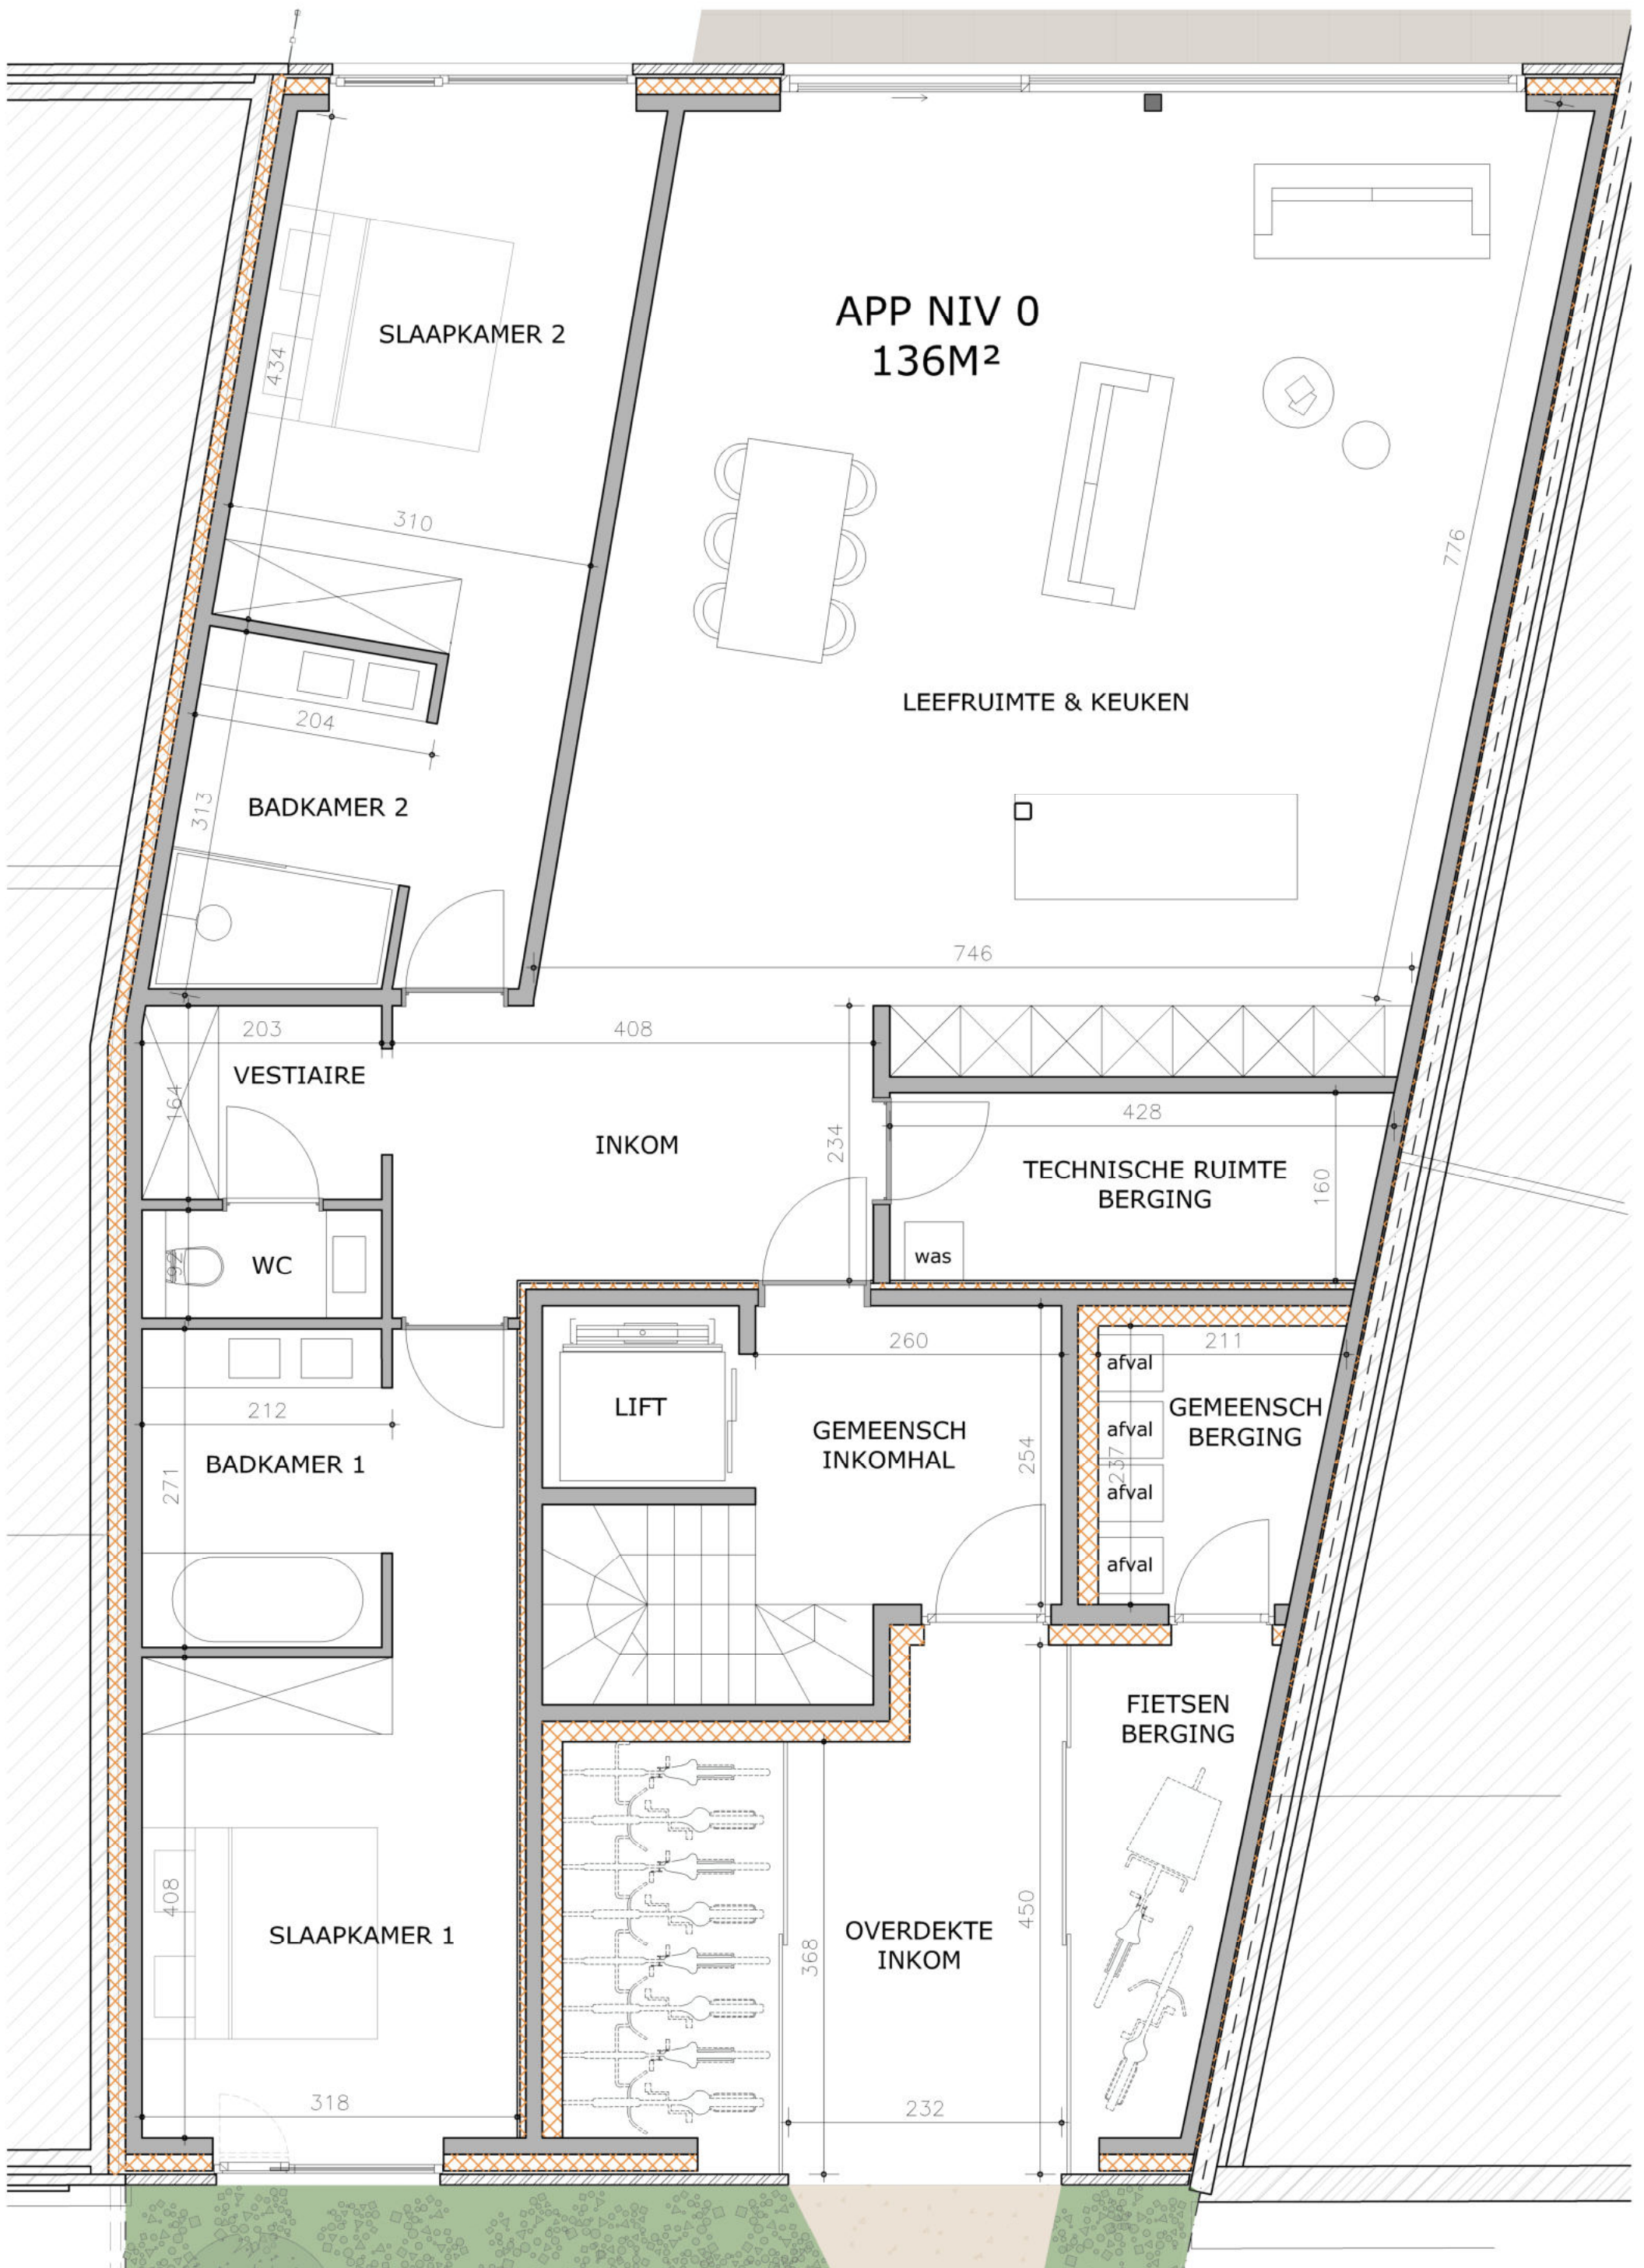 APP NIV 0
136M²
SLAAPKAMER 2
434
310
776
LEEFRUIMTE & KEUKEN
204
BADKAMER 2
313
746
203
408
VESTIAIRE
164
INKOM
234
428
TECHNISCHE RUIMTE
BERGING
160
was
WC
92
260
211
afval
LIFT
212
GEMEENSCH
INKOMHAL
254
GEMEENSCH
BERGING
afval
237
BADKAMER 1
271
afval
afval
FIETSEN
BERGING
408
SLAAPKAMER 1
450
368
OVERDEKTE
INKOM
318
232